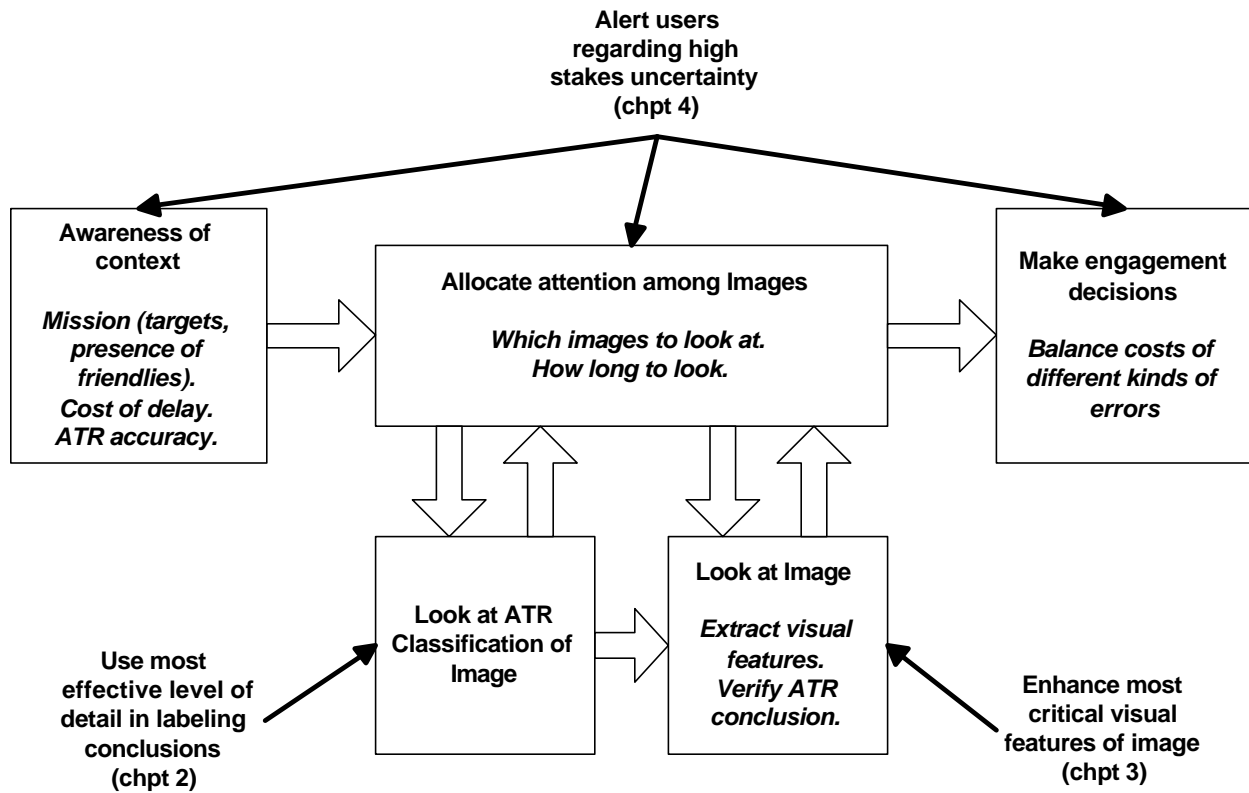 Alert users
regarding high
stakes uncertainty
(chpt 4)
Awareness of
context
Mission (targets,
presence of
friendlies).
Cost of delay.
ATR accuracy.
Allocate attention among Images
Which images to look at.
How long to look.
Make engagement
decisions
Balance costs of
different kinds of
errors
Look at ATR
Classification of
Image
Look at Image
Extract visual
features.
Verify ATR
conclusion.
Use most
effective level of
detail in labeling
conclusions
(chpt 2)
Enhance most
critical visual
features of image
(chpt 3)